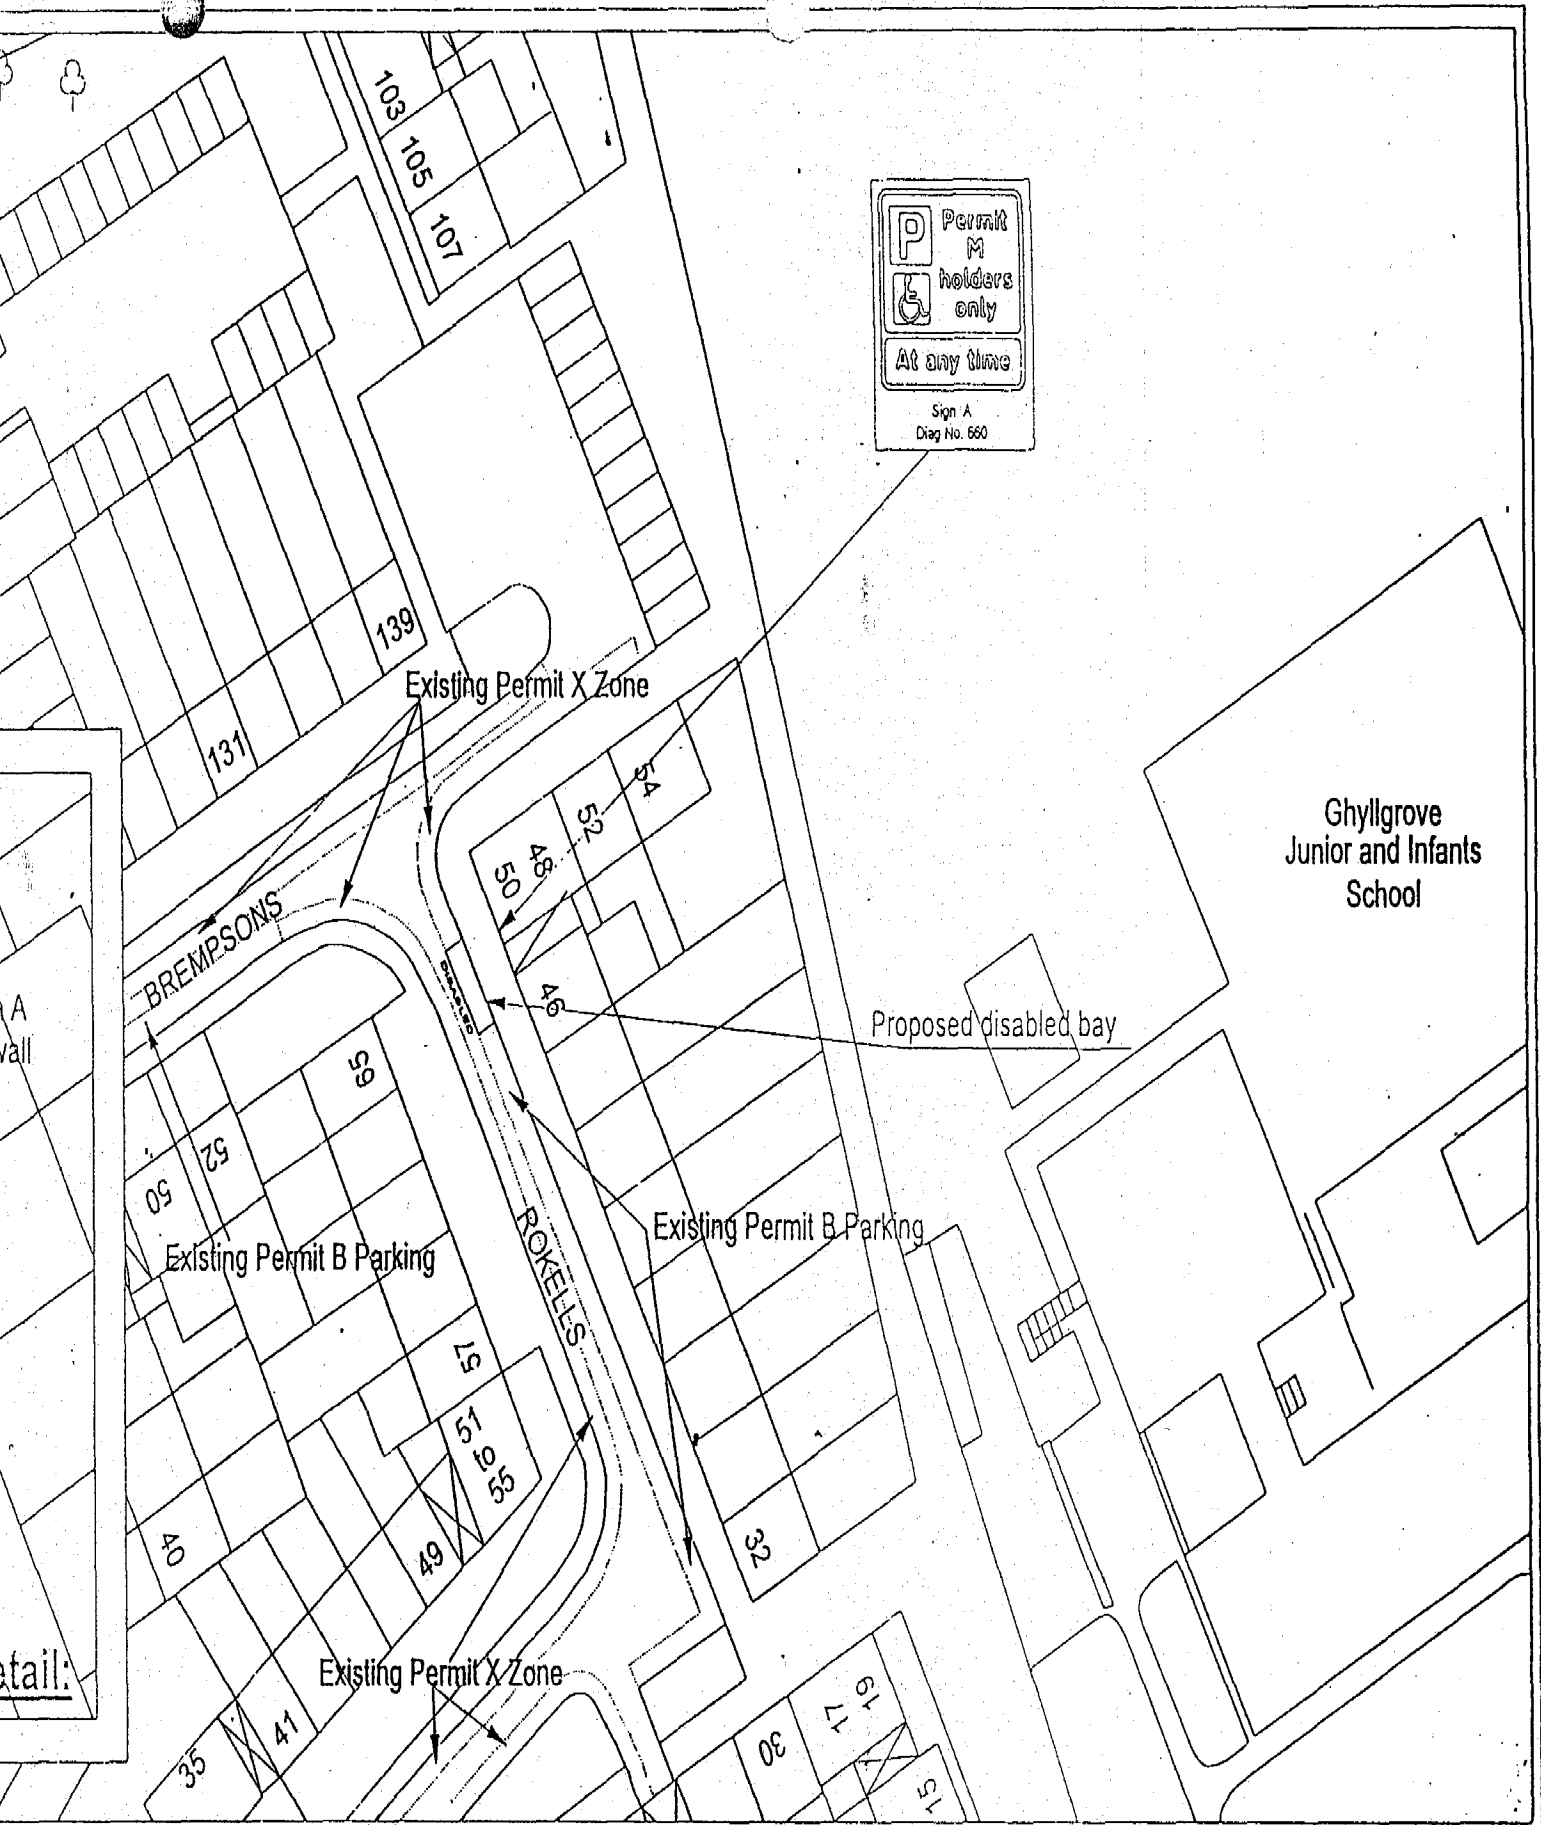 103
105
107
P Permit
M
holders
only
At any time
Sign A
Diag No. 660
139
Existing Permit X Zone
131
54
52
48
50
Ghyllgrove
Junior and Infants
School
BREMPSONS
DISABLED
46
A
Proposed disabled bay
59
52
50
Existing Permit B Parking
Existing Permit B Parking
ROKELLS
57
51
to
55
49
40
32
Existing Permit X Zone
41
35
30
17
19
15